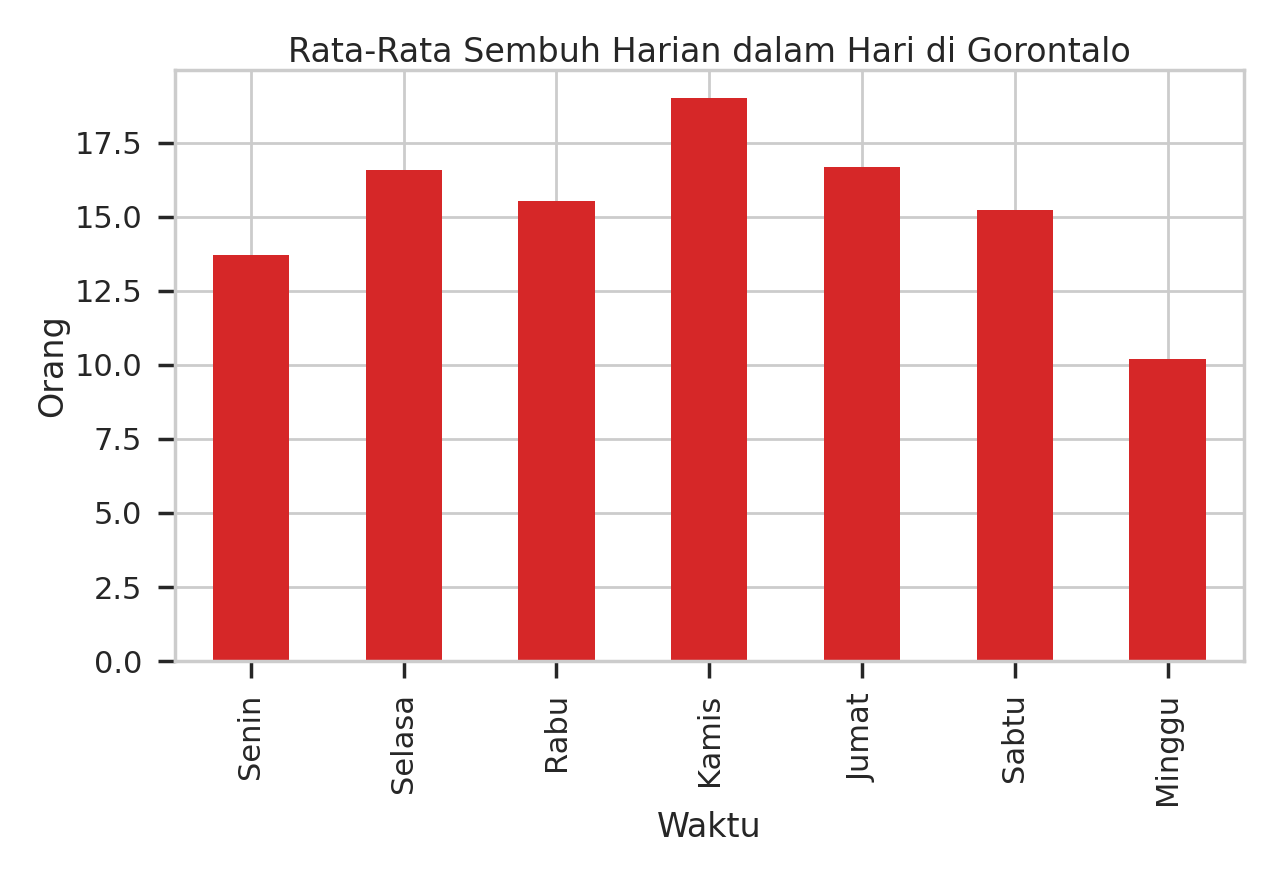 Rata-Rata Sembuh Harian dalam Hari di Gorontalo
17.5
15.0
12.5
10.0
7.5
5.0
2.5
0.0
Orang
Senin
Selasa
Rabu
Kamis
Jumat
Sabtu
Minggu
Waktu